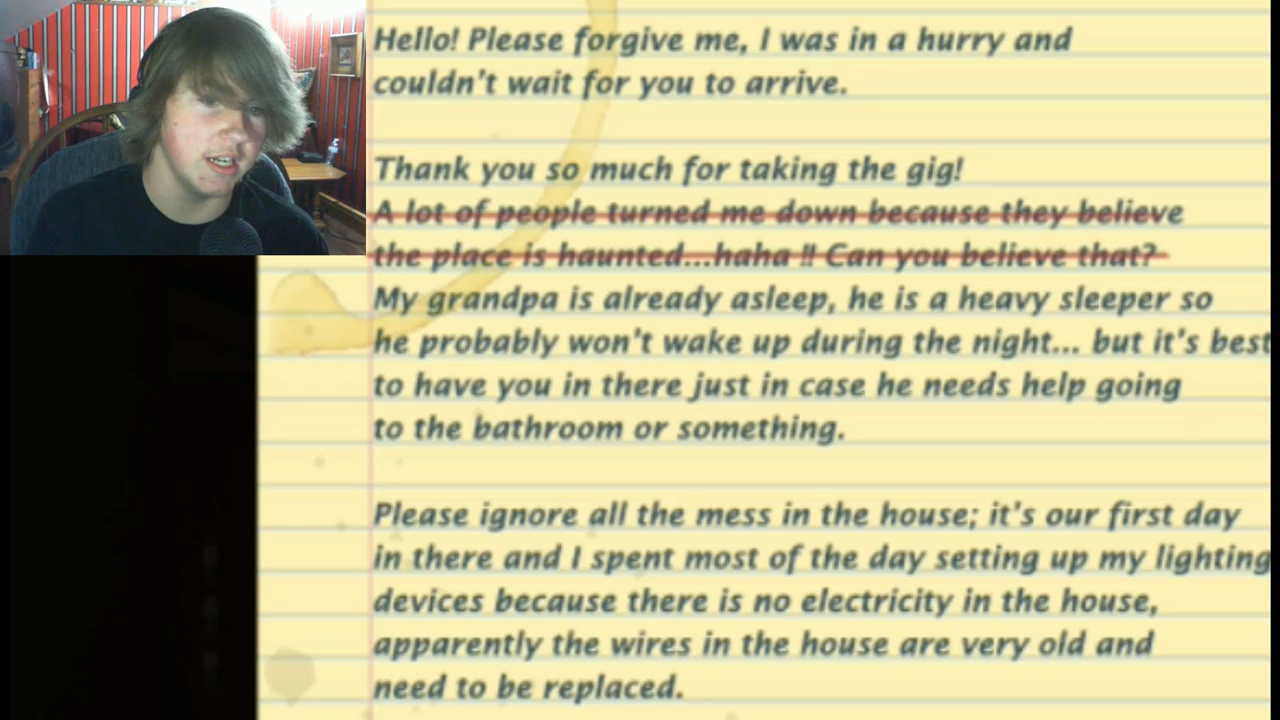 Hello! Please forgive me, I was in a hurry and
couldn't wait for you to arrive.
Thank you so much for taking the gig!
A lot of people turned me down because they believe
the place is haunted...haha !! Can you believe that?
My grandpa is already asleep, he is a heavy sleeper so
he probably won't wake up during the night... but it's best
to have you in there just in case he needs help going
to the bathroom or something.
Please ignore all the mess in the house; it's our first day
in there and I spent most of the day setting up my lighting
devices because there is no electricity in the house,
apparently the wires in the house are very old and
need to be replaced.